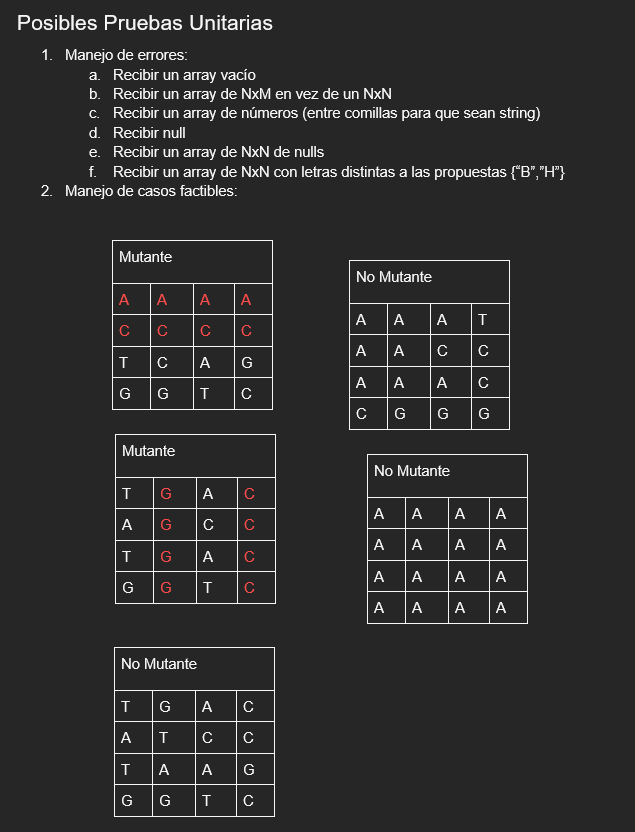 Posibles Pruebas Unitarias
1. Manejo de errores:
a. Recibir un array vacío
b. Recibir un array de NxM en vez de un NxN
c. Recibir un array de números (entre comillas para que sean string)
d. Recibir null
e. Recibir un array de NxN de nulls
f. Recibir un array de NxN con letras distintas a las propuestas {“B”,”H”}
2. Manejo de casos factibles:
Mutante
A A A A
C C C C
T C A G
G G T C
No Mutante
A A A T
A A C C
A A A C
C G G G
Mutante
T G A C
A G C C
T G A C
G G T C
No Mutante
A A A A
A A A A
A A A A
A A A A
No Mutante
T G A C
A T C C
T A A G
G G T C